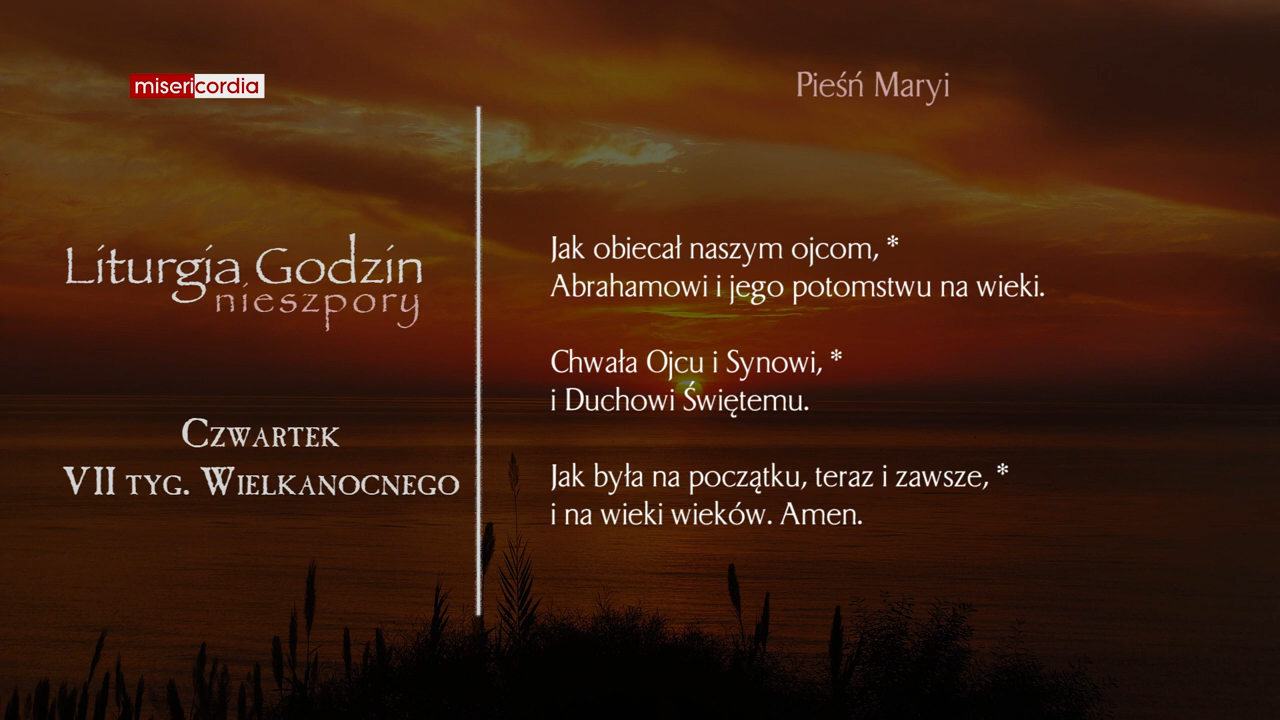 misericordia
Liturgia Godzin
nieszpory
Czwartek
VII tyg. Wielkanocnego
Pieśń Maryi
Jak obiecał naszym ojcom, *
Abrahamowi i jego potomstwu na wieki.
Chwała Ojcu i Synowi, *
i Duchowi Świętemu.
Jak była na początku, teraz i zawsze, *
i na wieki wieków. Amen.